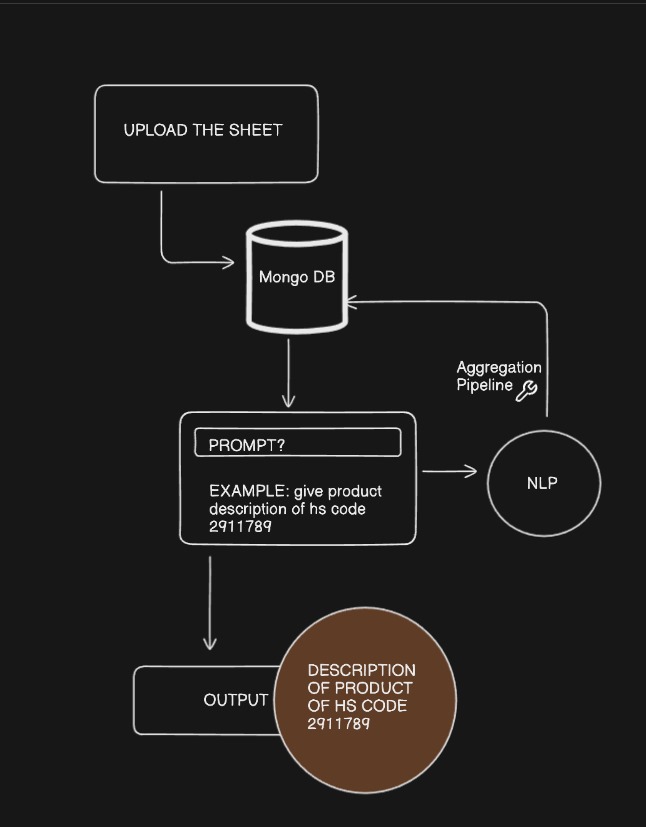 UPLOAD THE SHEET
Mongo DB
Aggregation
Pipeline
PROMPT?
EXAMPLE: give product
description of hs code
2911789
NLP
OUTPUT
DESCRIPTION
OF PRODUCT
OF HS CODE
2911789